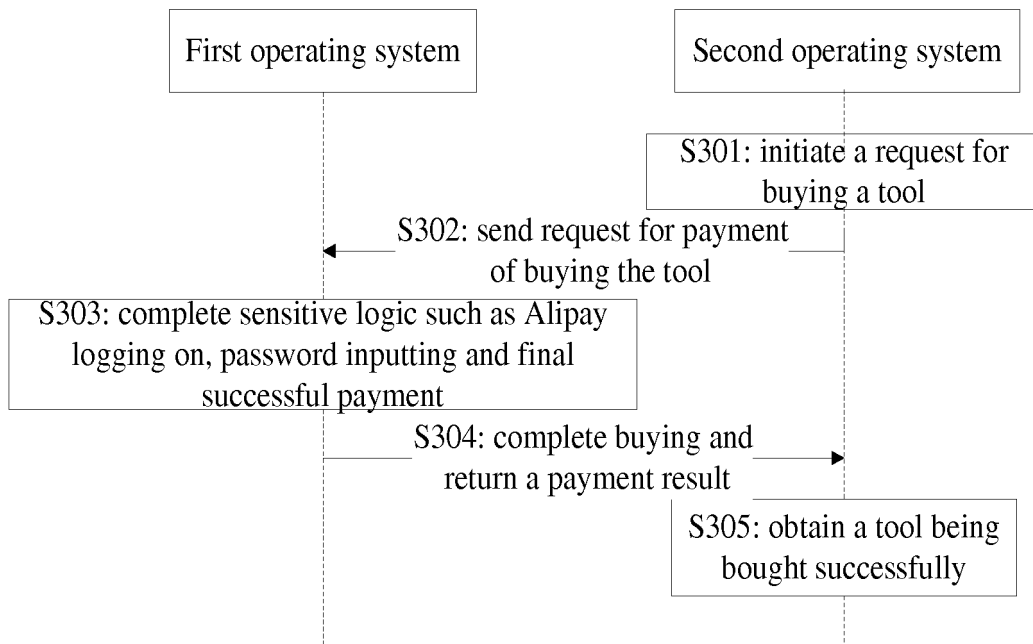 First operating system
Second operating system
S301: initiate a request for
buying a tool
S302: send request for payment
of buying the tool
S303: complete sensitive logic such as Alipay
logging on, password inputting and final
successful payment
S304: complete buying and
return a payment result
S305: obtain a tool being
bought successfully